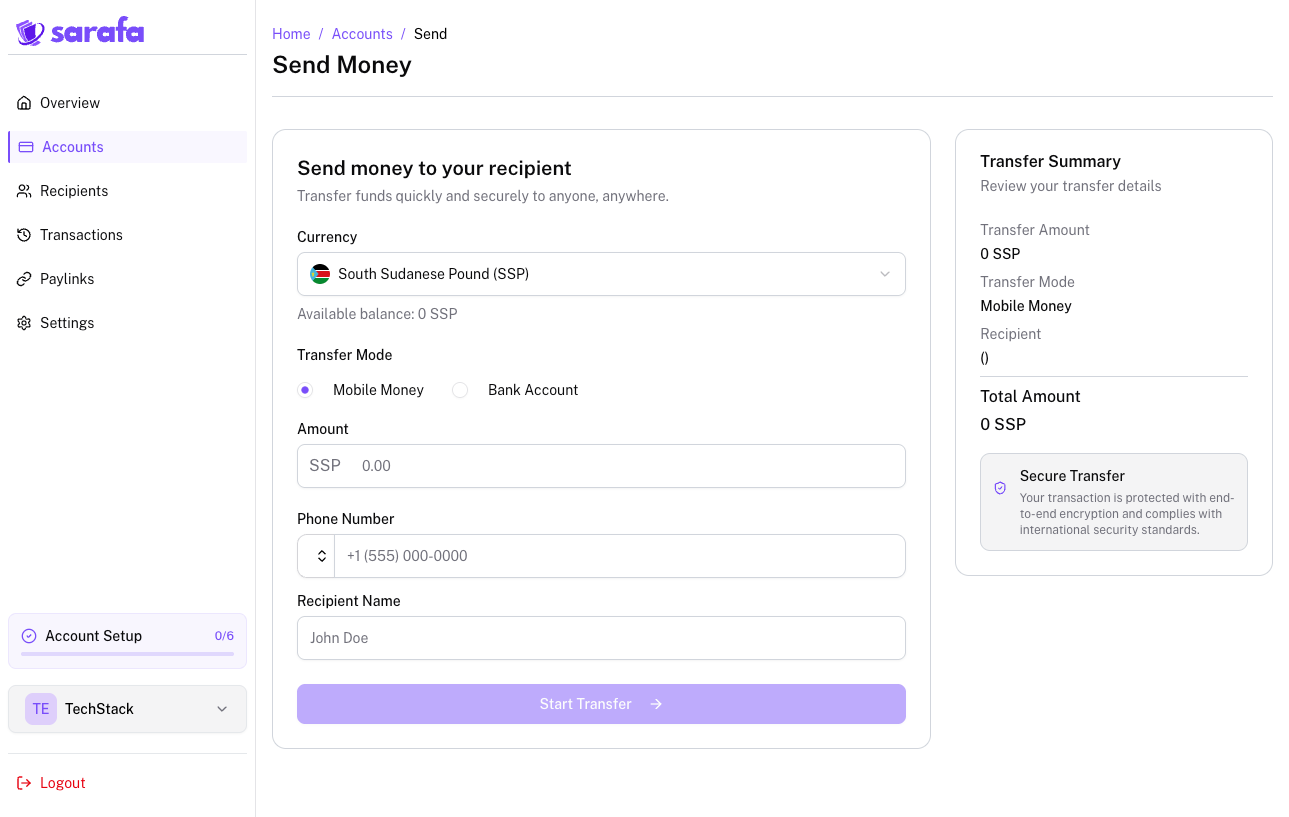 sarafa
Overview
Accounts
Recipients
Transactions
Paylinks
Settings
Account Setup 0/6
TE TechStack
Logout
Home / Accounts / Send
Send Money
Send money to your recipient
Transfer funds quickly and securely to anyone, anywhere.
Currency
South Sudanese Pound (SSP)
Available balance: 0 SSP
Transfer Mode
Mobile Money Bank Account
Amount
SSP 0.00
Phone Number
+1 (555) 000-0000
Recipient Name
John Doe
Start Transfer
Transfer Summary
Review your transfer details
Transfer Amount
0 SSP
Transfer Mode
Mobile Money
Recipient
()
Total Amount
0 SSP
Secure Transfer
Your transaction is protected with end-
to-end encryption and complies with
international security standards.